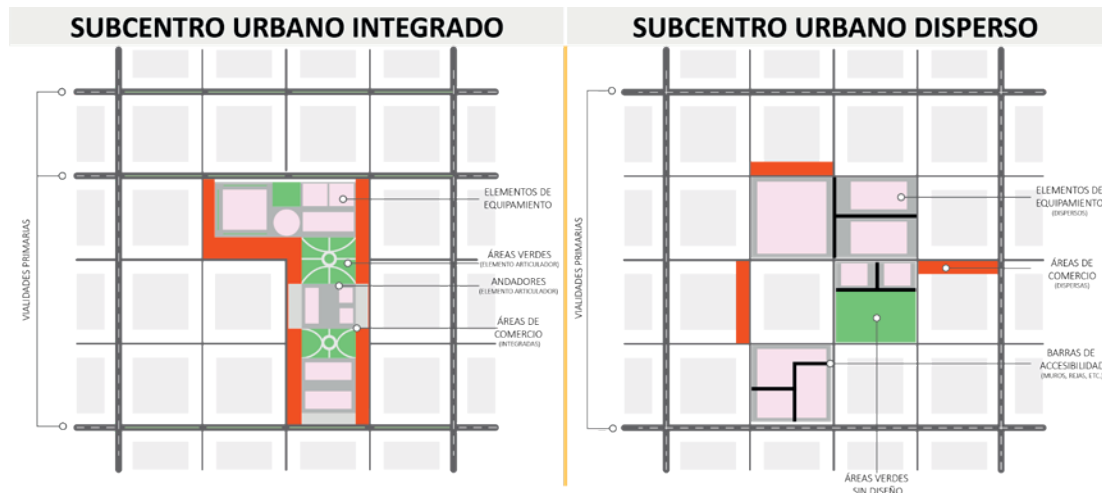 SUBCENTRO URBANO INTEGRADO
VIALIDADES PRIMARIAS
ELEMENTOS DE
EQUIPAMIENTO
ÁREAS VERDES
(ELEMENTO ARTICULADOR)
ANDADORES
(ELEMENTO ARTICULADOR)
ÁREAS DE
COMERCIO
(INTEGRADAS)
SUBCENTRO URBANO DISPERSO
VIALIDADES PRIMARIAS
ELEMENTOS DE
EQUIPAMIENTO
(DISPERSOS)
ÁREAS DE
COMERCIO
(DISPERSAS)
BARRAS DE
ACCESIBILIDAD
(MUROS, REJAS, ETC.)
ÁREAS VERDES
SIN DISEÑO